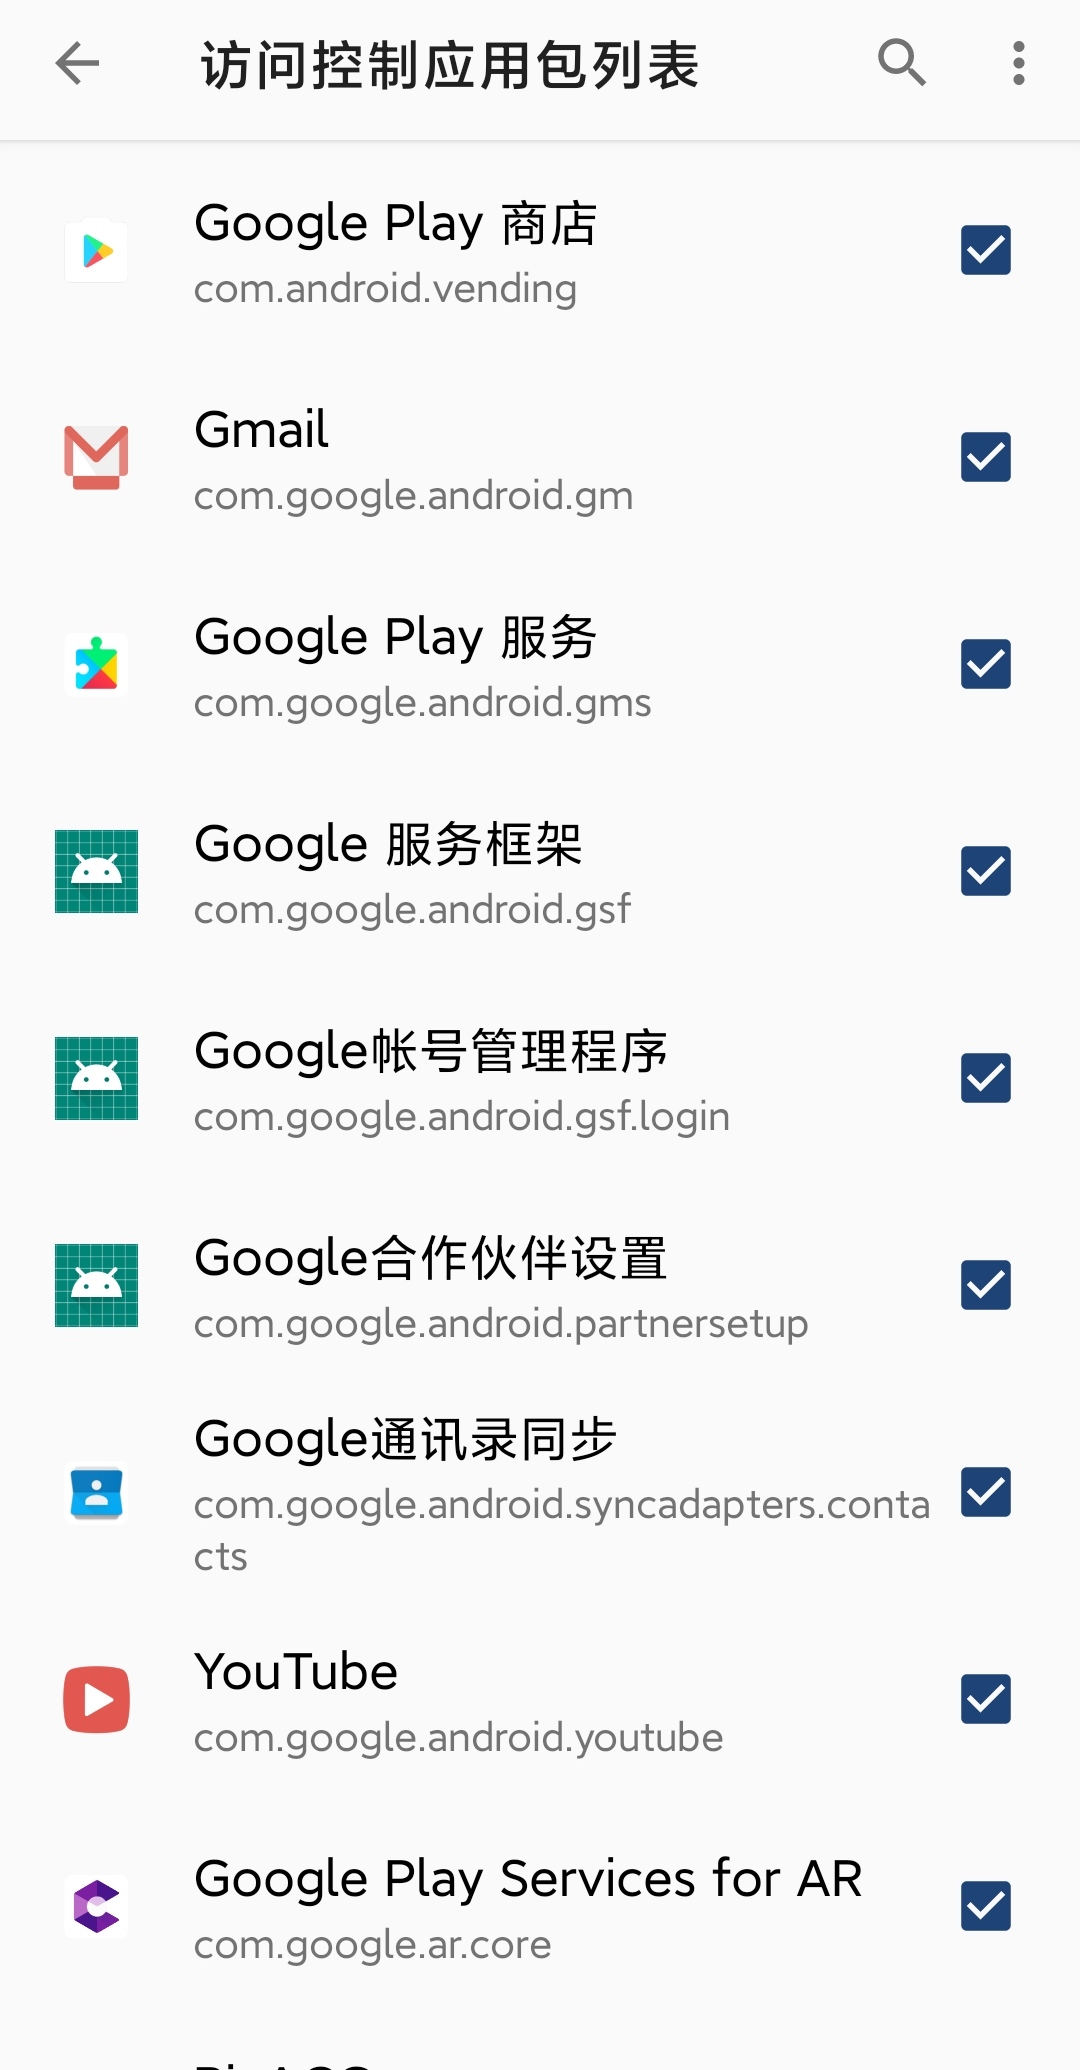 访问控制应用包列表
Google Play 商店
com.android.vending
Gmail
com.google.android.gm
Google Play 服务
com.google.android.gms
Google 服务框架
com.google.android.gsf
Google帐号管理程序
com.google.android.gsf.login
Google合作伙伴设置
com.google.android.partnersetup
Google通讯录同步
com.google.android.syncadapters.conta
cts
YouTube
com.google.android.youtube
Google Play Services for AR
com.google.ar.core